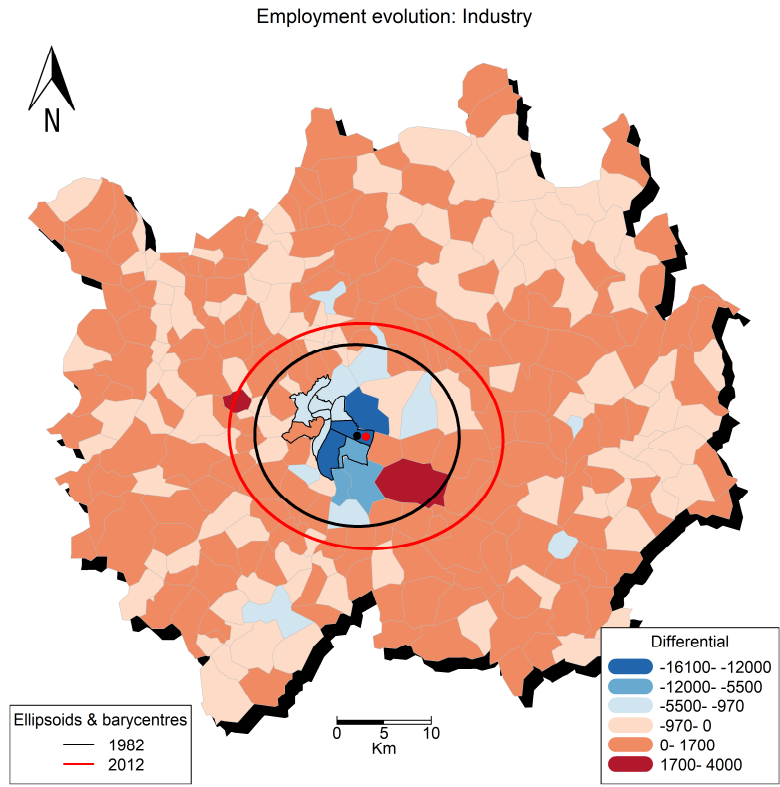 Employment evolution: Industry
N
Differential
-16100- -12000
-12000- -5500
-5500- -970
-970- 0
0- 1700
1700- 4000
Ellipsoids & barycentres
1982
2012
0 5 10
Km